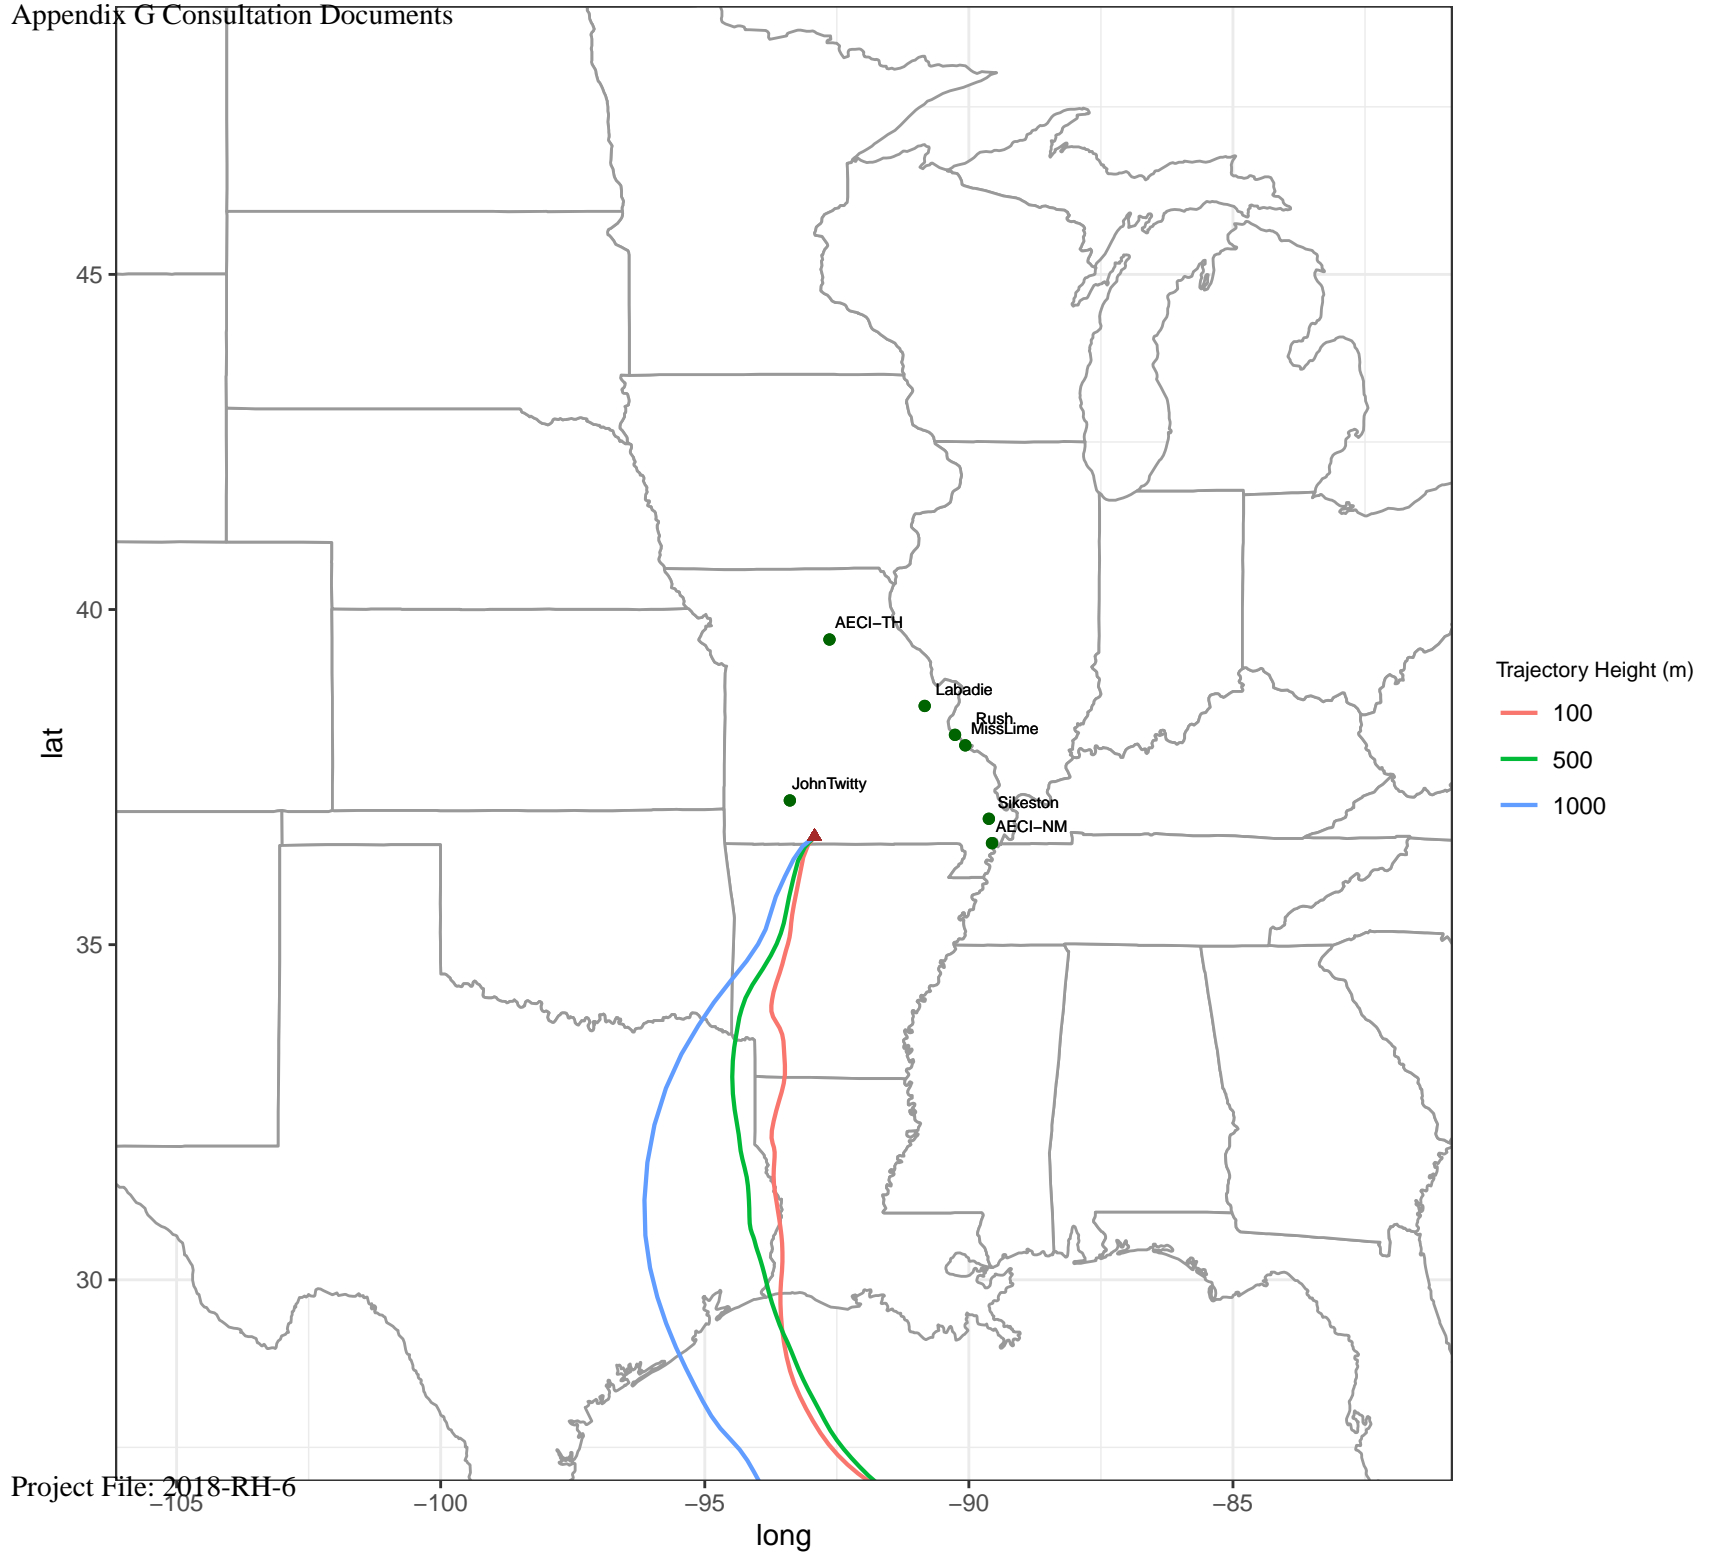 Appendix G Consultation Documents
45
40
35
30
lat
AECI−TH
Labadie
Rush
MissLime
JohnTwitty
Sikeston
AECI−NM
Trajectory Height (m)
100
500
1000
Project File: 2018-RH-6
−105
−100
−95
−90
−85
long